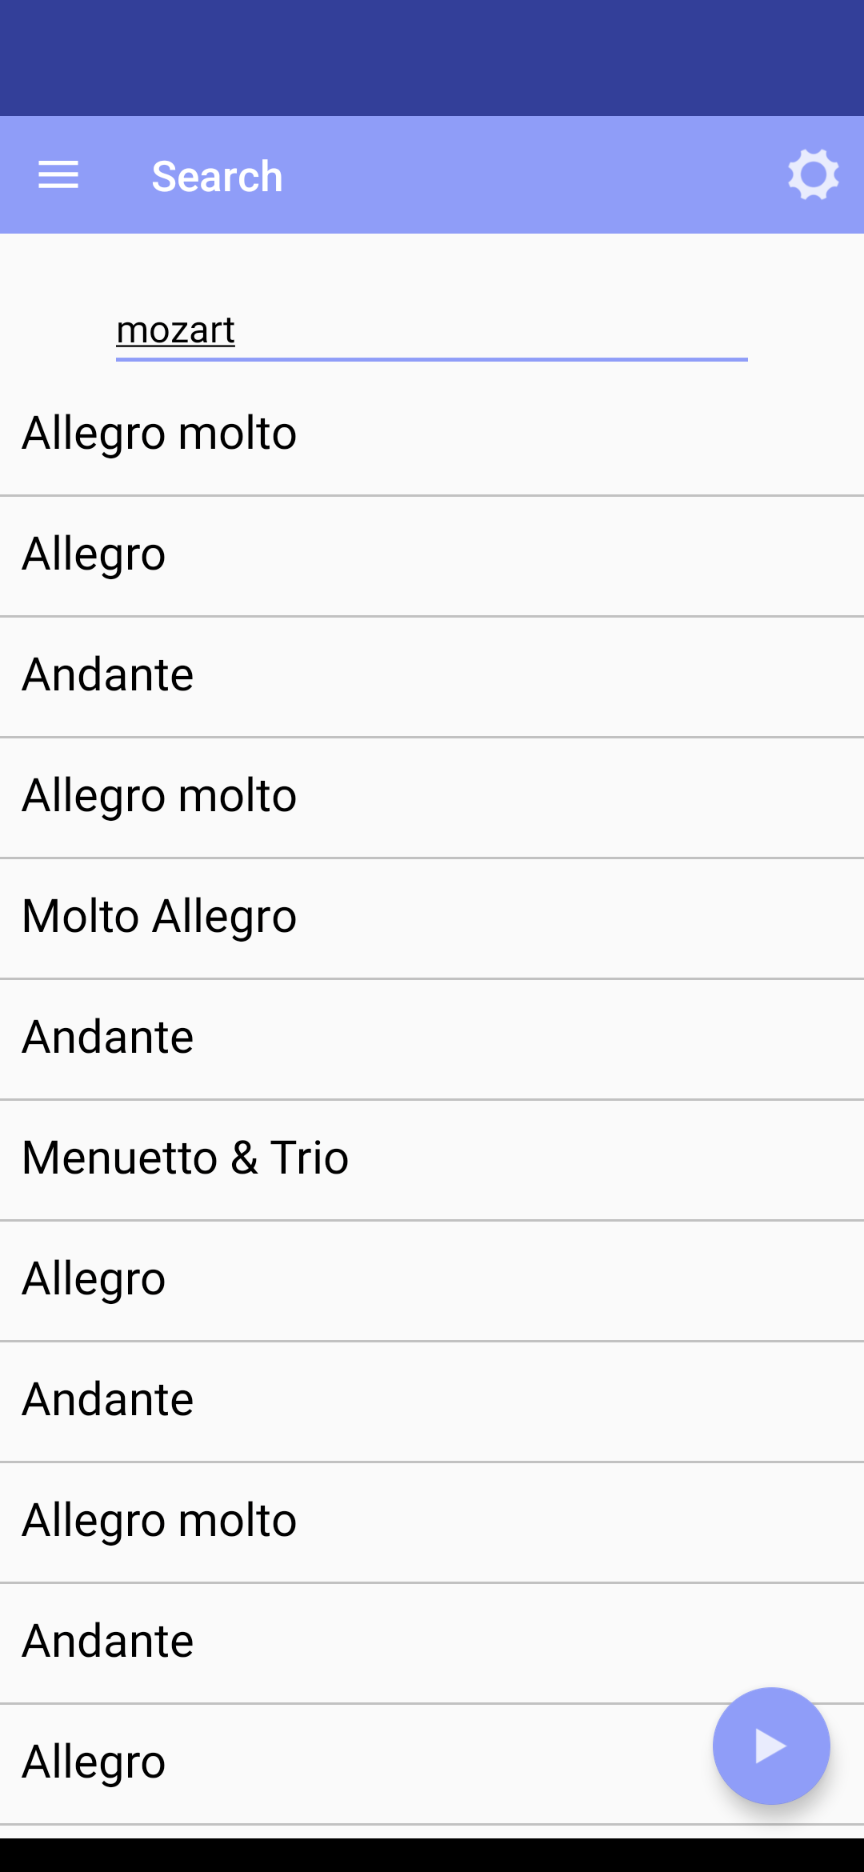 Search
mozart
Allegro molto
Allegro
Andante
Allegro molto
Molto Allegro
Andante
Menuetto & Trio
Allegro
Andante
Allegro molto
Andante
Allegro